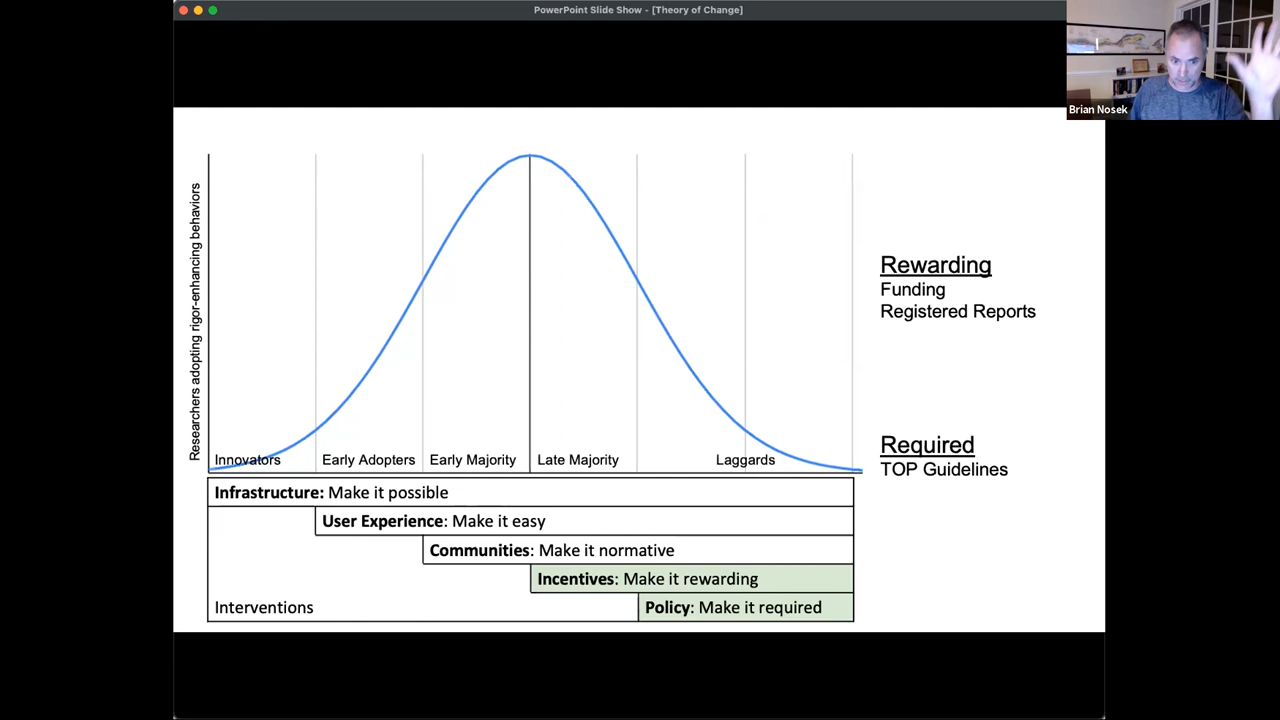 PowerPoint Slide Show - [Theory of Change]
Brian Nosek
Researchers adopting rigor-enhancing behaviors
Innovators
Early Adopters
Early Majority
Late Majority
Laggards
Infrastructure: Make it possible
User Experience: Make it easy
Communities: Make it normative
Incentives: Make it rewarding
Interventions
Policy: Make it required
Rewarding
Funding
Registered Reports
Required
TOP Guidelines